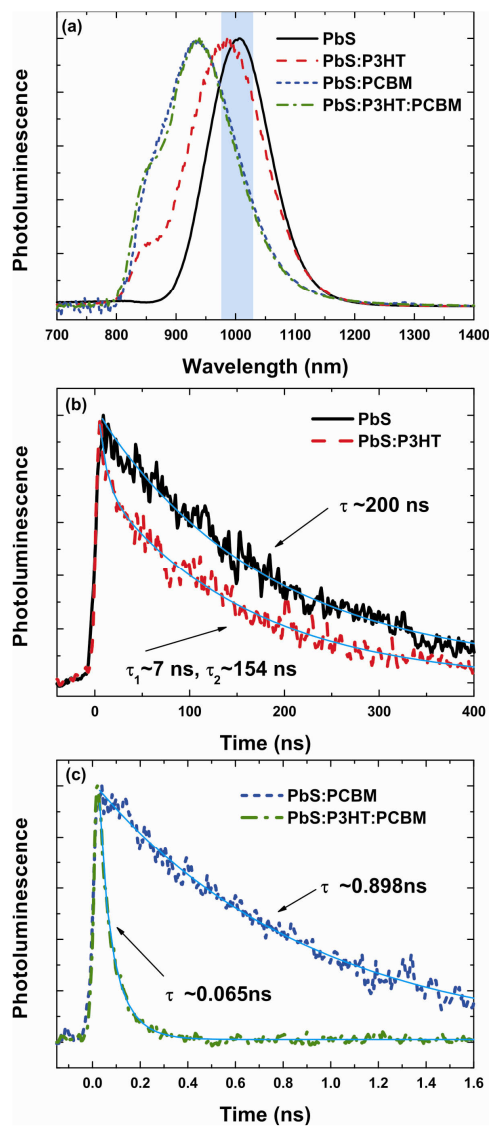 (a)
PbS
PbS:P3HT
PbS:PCBM
PbS:P3HT:PCBM
Photoluminescence
700 800 900 1000 1100 1200 1300 1400
Wavelength (nm)
(b)
PbS
PbS:P3HT
τ ~200 ns
τ1~7 ns, τ2~154 ns
Photoluminescence
0 100 200 300 400
Time (ns)
(c)
PbS:PCBM
PbS:P3HT:PCBM
τ ~0.898ns
τ ~0.065ns
Photoluminescence
0.0 0.2 0.4 0.6 0.8 1.0 1.2 1.4 1.6
Time (ns)